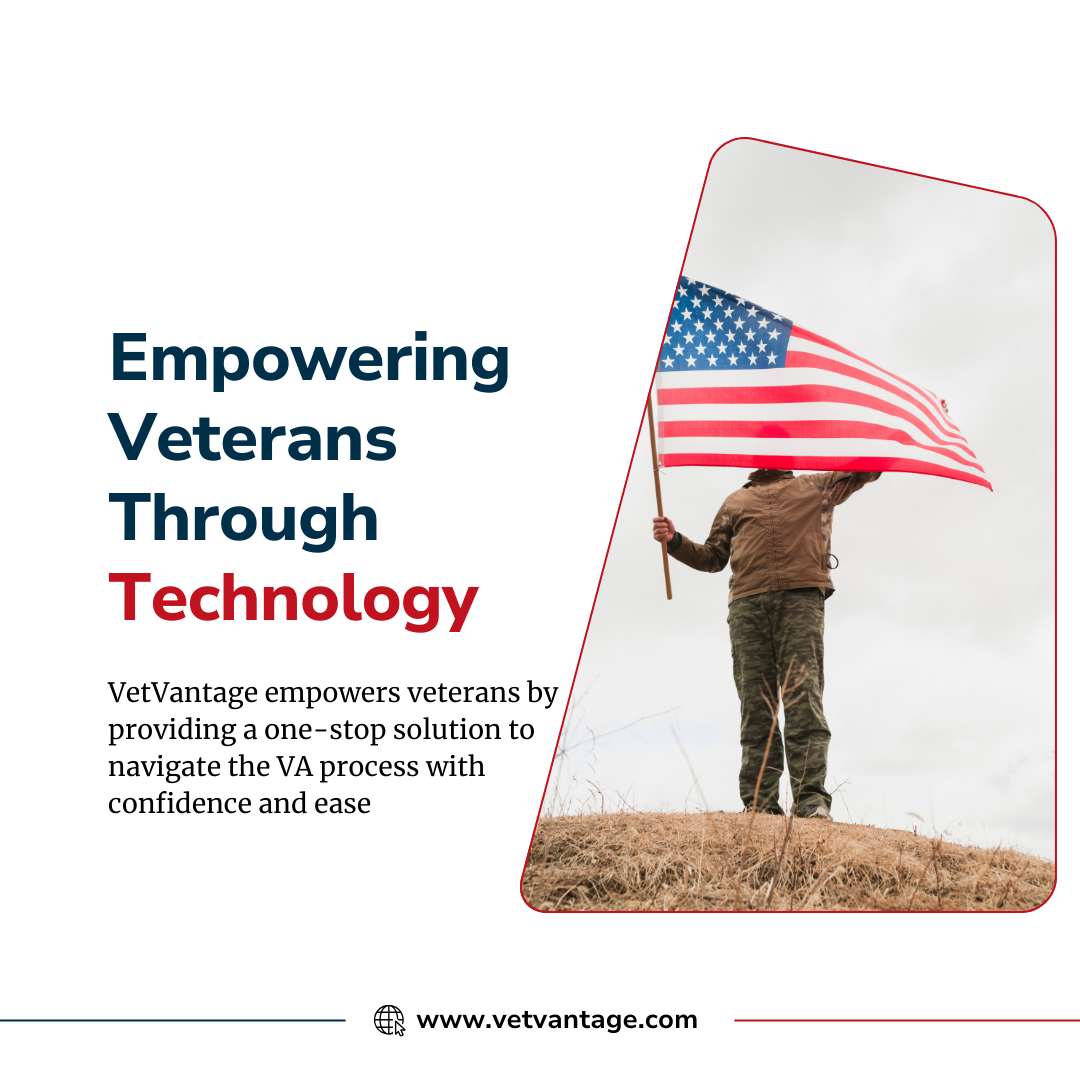 Empowering
Veterans
Through
Technology
VetVantage empowers veterans by
providing a one-stop solution to
navigate the VA process with
confidence and ease
www.vetvantage.com